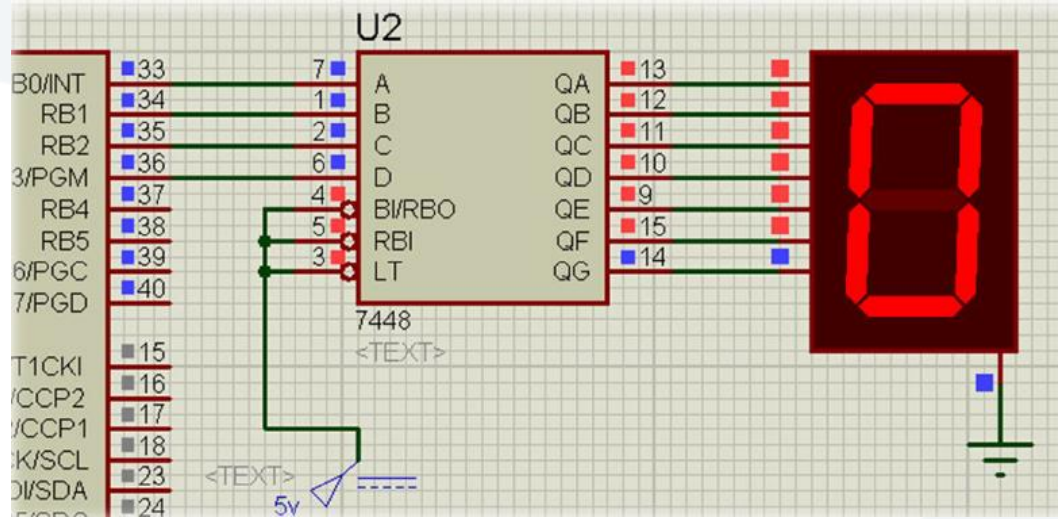 U2
B0/INT 33 7 A QA 13
RB1 34 1 B QB 12
RB2 35 2 C QC 11
3/PGM 36 6 D QD 10
RB4 37 4 BI/RBO QE 9
RB5 38 5 RBI QF 15
6/PGC 39 3 LT QG 14
7/PGD 40
7448
<TEXT>
T1CKI 15
/CCP2 16
/CCP1 17
K/SCL 18
DI/SDA 23
24
<TEXT>
5v